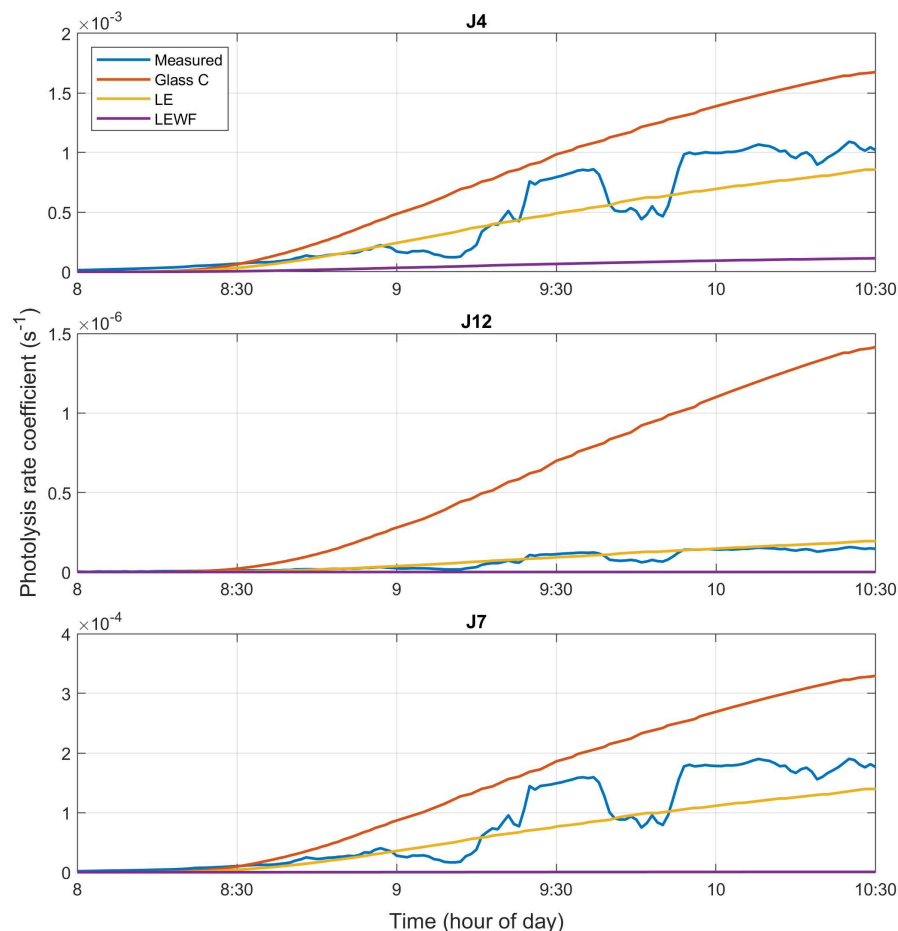 J4
×10⁻³
2
1.5
1
0.5
0
Measured
Glass C
LE
LEWF
8 8:30 9 9:30 10 10:30
J12
×10⁻⁶
1.5
1
0.5
0
8 8:30 9 9:30 10 10:30
Photolysis rate coefficient (s⁻¹)
J7
×10⁻⁴
4
3
2
1
0
8 8:30 9 9:30 10 10:30
Time (hour of day)